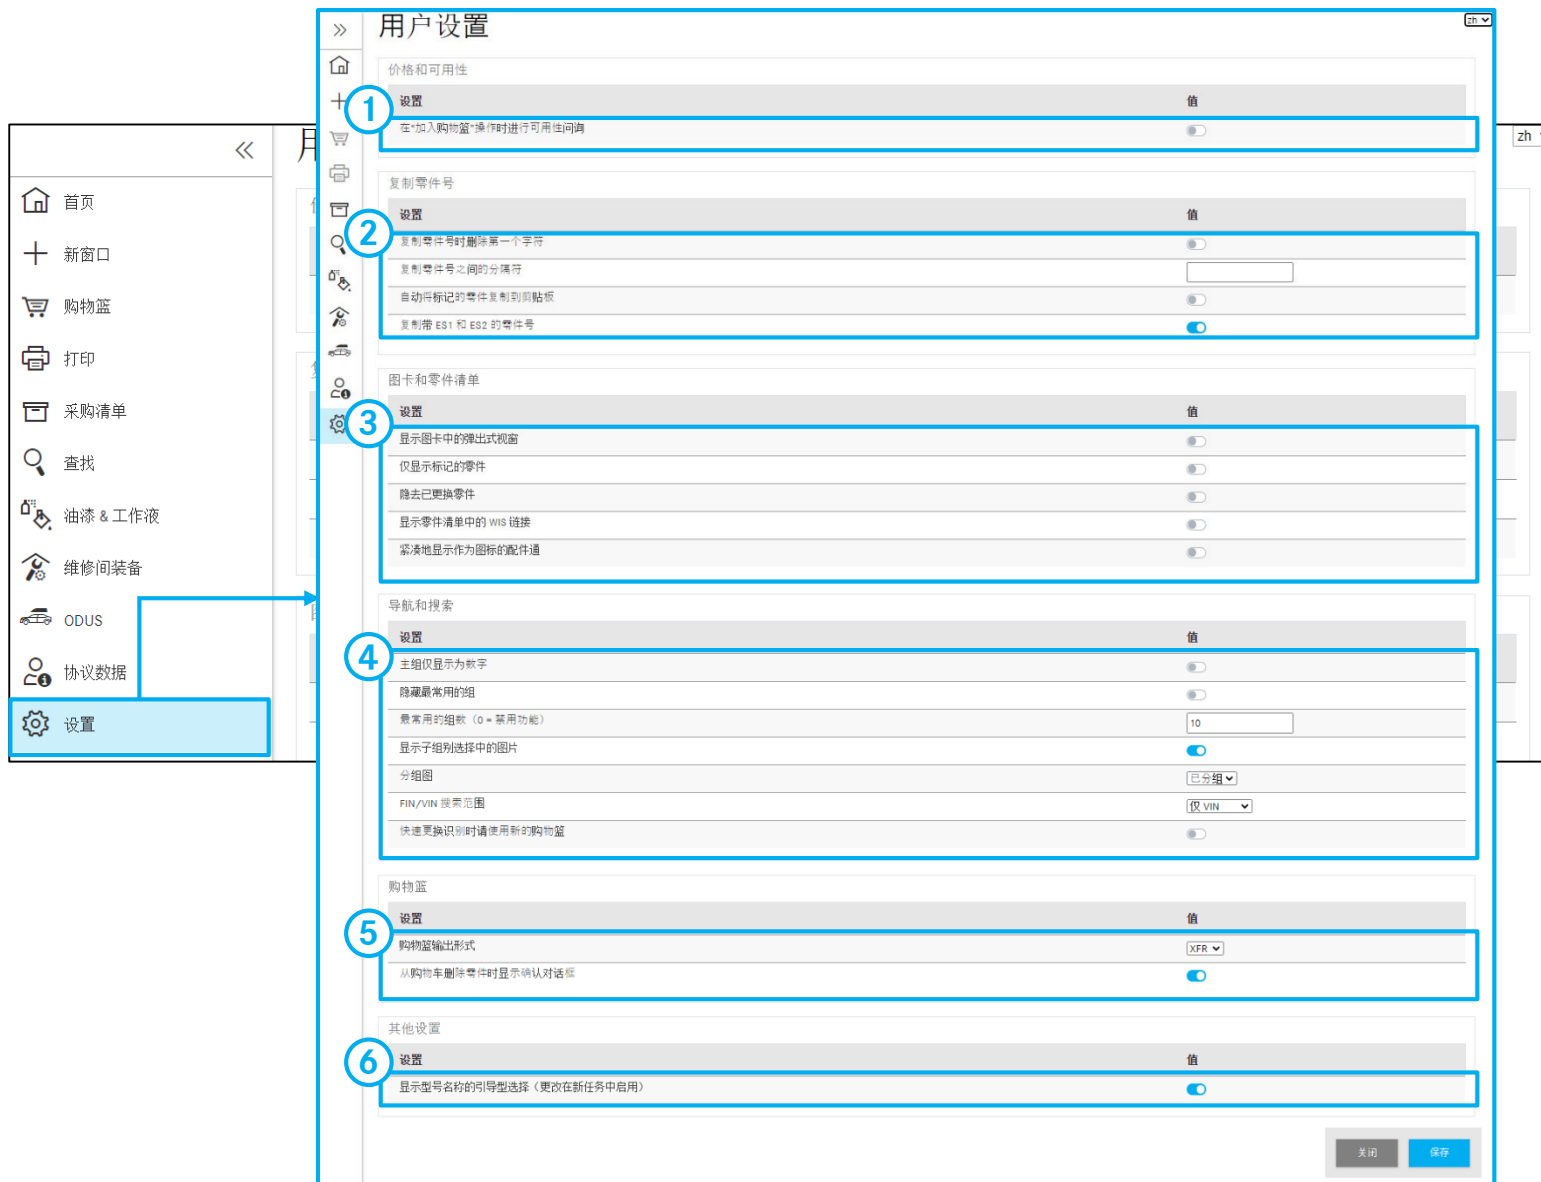 用户设置
zh
价格和可用性
设置 值
在“加入购物篮”操作时进行可用性问询
复制零件号
设置 值
复制零件号时删除第一个字符
复制零件号之间的分隔符
自动将标记的零件复制到剪贴板
复制带 ES1 和 ES2 的零件号
图卡和零件清单
设置 值
显示图卡中的弹出式视窗
仅显示标记的零件
隐去已更换零件
显示零件清单中的 WIS 链接
紧凑地显示作为图标的配件通
导航和搜索
设置 值
主组仅显示为数字
隐藏最常用的组
最常用的组数（0 = 禁用功能） 10
显示子组别选择中的图片
分组图 已分组
FIN/VIN 搜索范围 仅 VIN
快速更换识别时请使用新的购物篮
购物篮
设置 值
购物篮输出形式 XFR
从购物车删除零件时显示确认对话框
其他设置
设置 值
显示型号名称的引导型选择（更改在新任务中启用）
关闭 保存
1
2
3
4
5
6
首页
新窗口
购物篮
打印
采购清单
查找
油漆 & 工作液
维修间装备
ODUS
协议数据
设置
用
zh